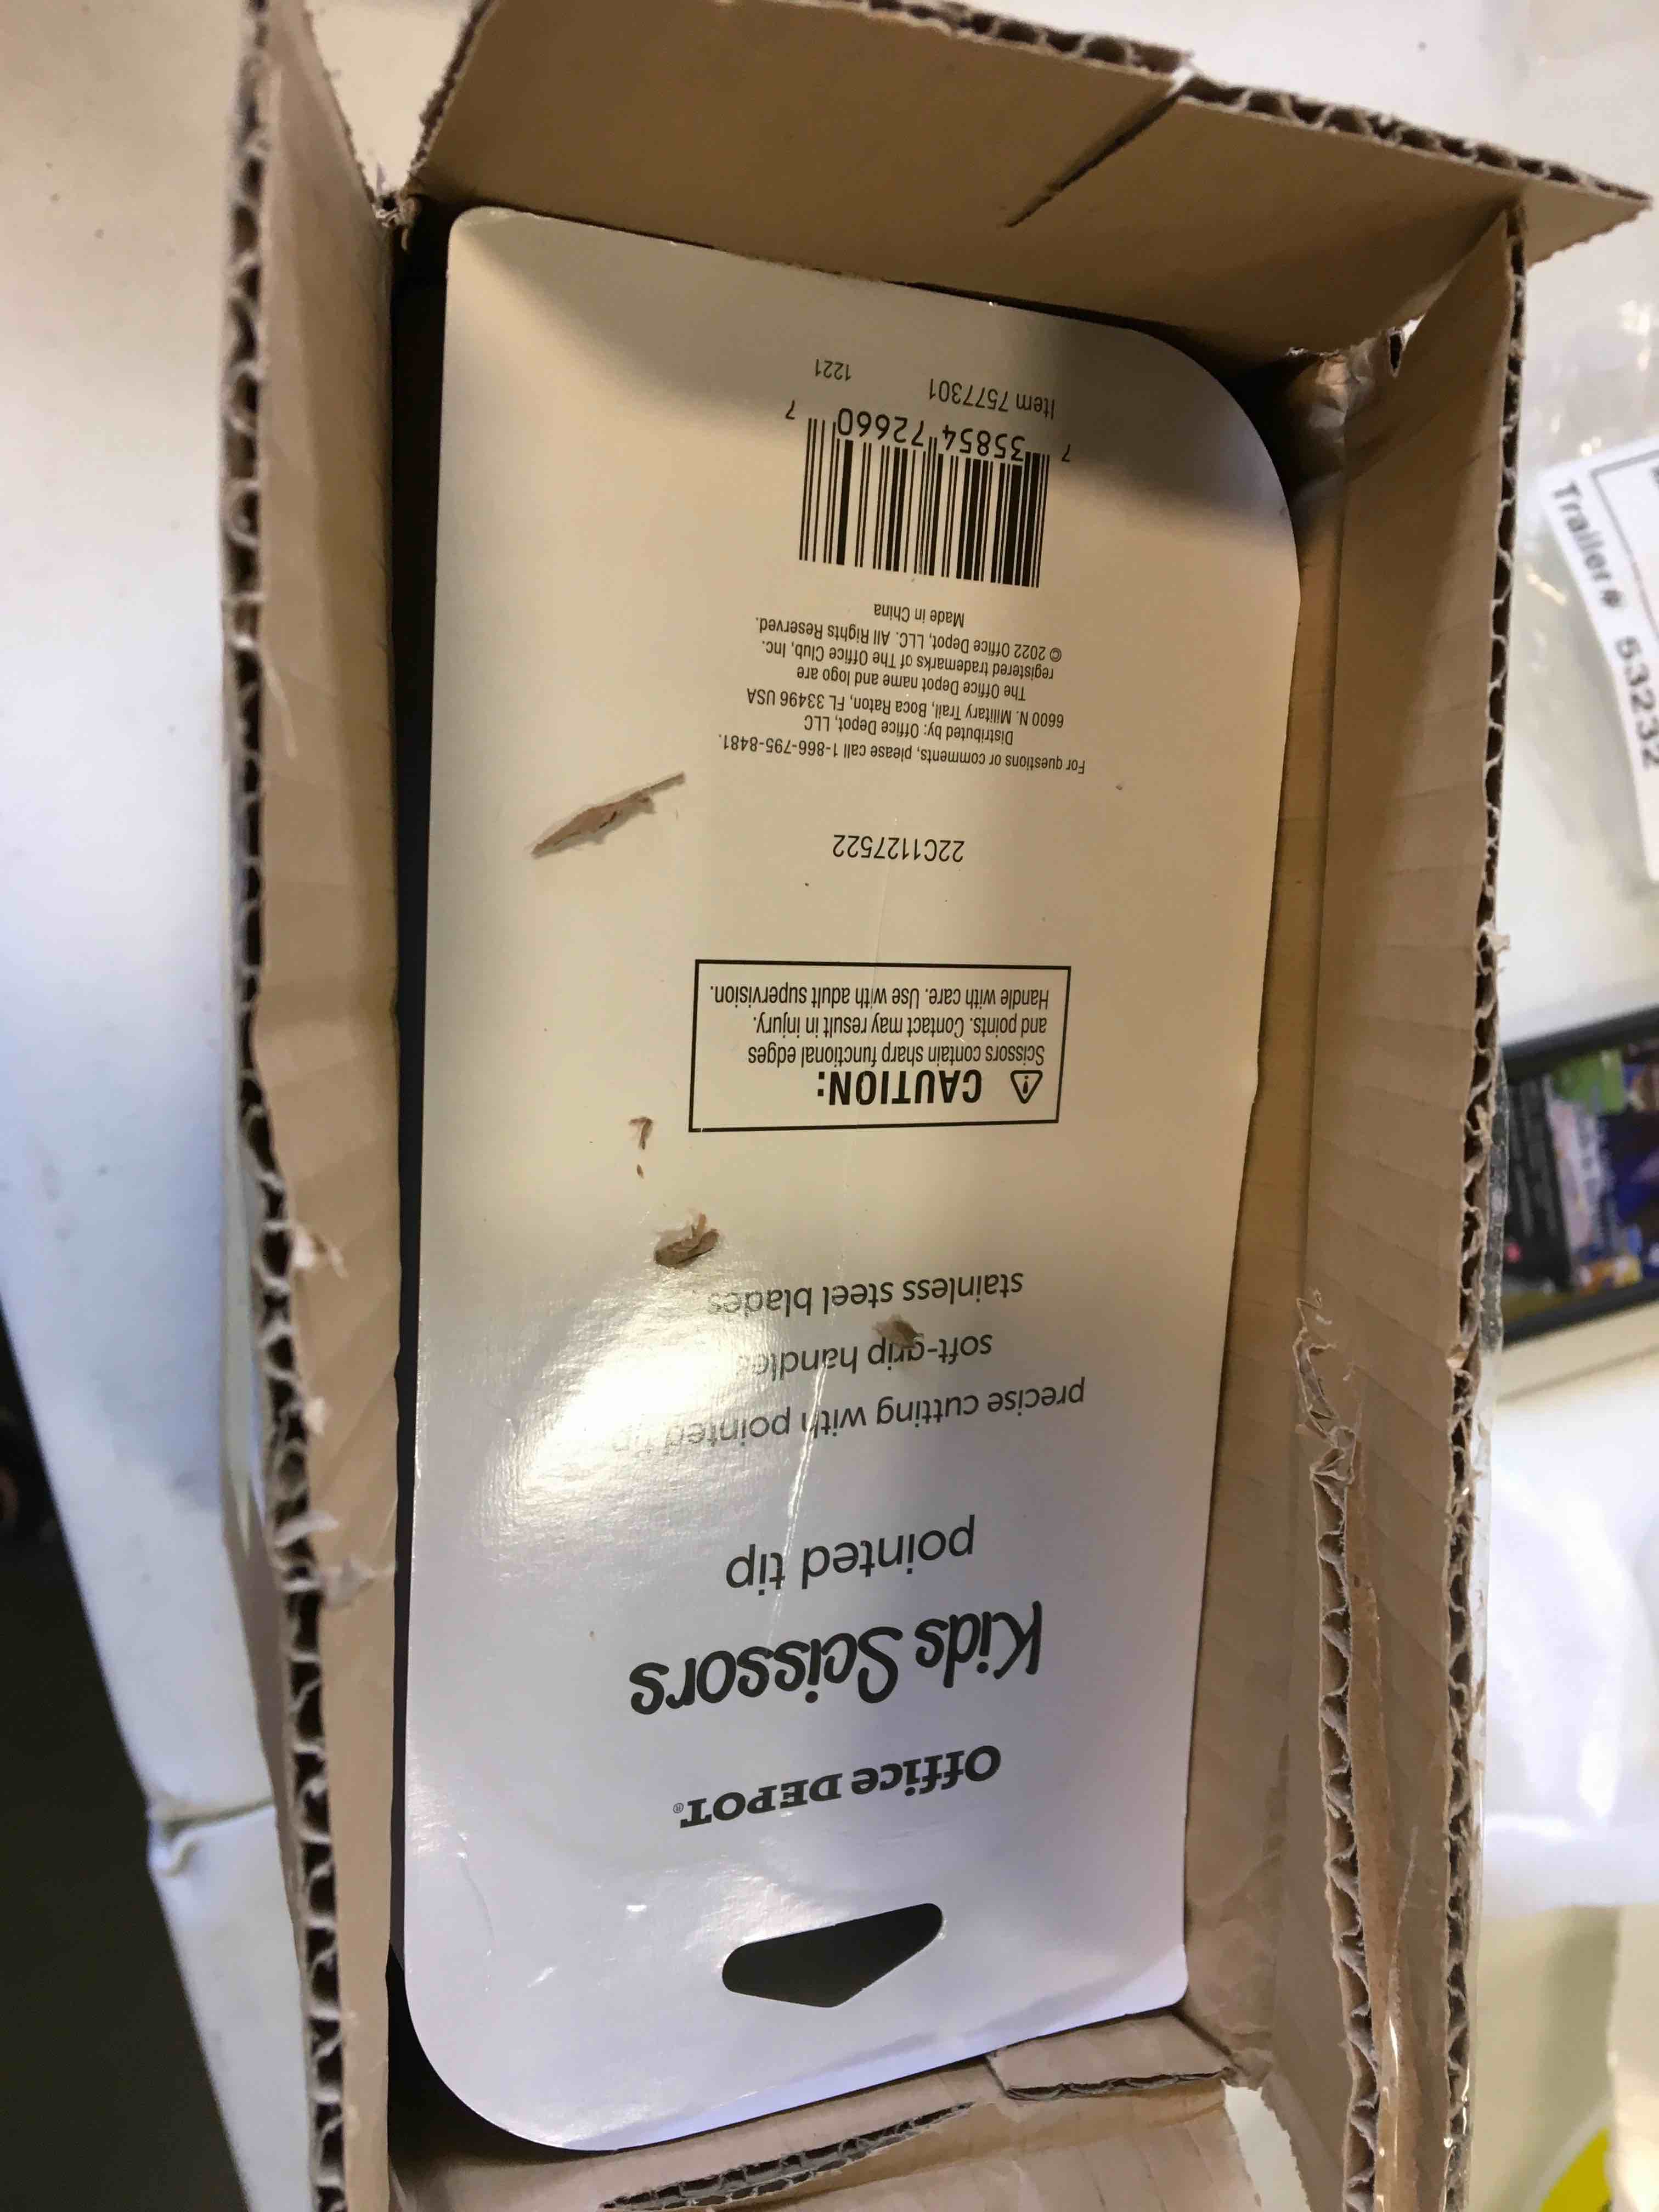 Office DEPOT®
Kids Scissors
pointed tip
precise cutting with pointed tip
soft-grip handles
stainless steel blades
⚠ CAUTION:
Scissors contain sharp functional edges
and points. Contact may result in injury.
Handle with care. Use with adult supervision.
22C1127522
For questions or comments, please call 1-866-795-8481.
Distributed by: Office Depot, LLC
6600 N. Military Trail, Boca Raton, FL 33496 USA
The Office Depot name and logo are
registered trademarks of The Office Club, Inc.
© 2022 Office Depot, LLC. All Rights Reserved.
Made in China
7 35854 72660 7
Item 7577301 1221
Trailer# 53232